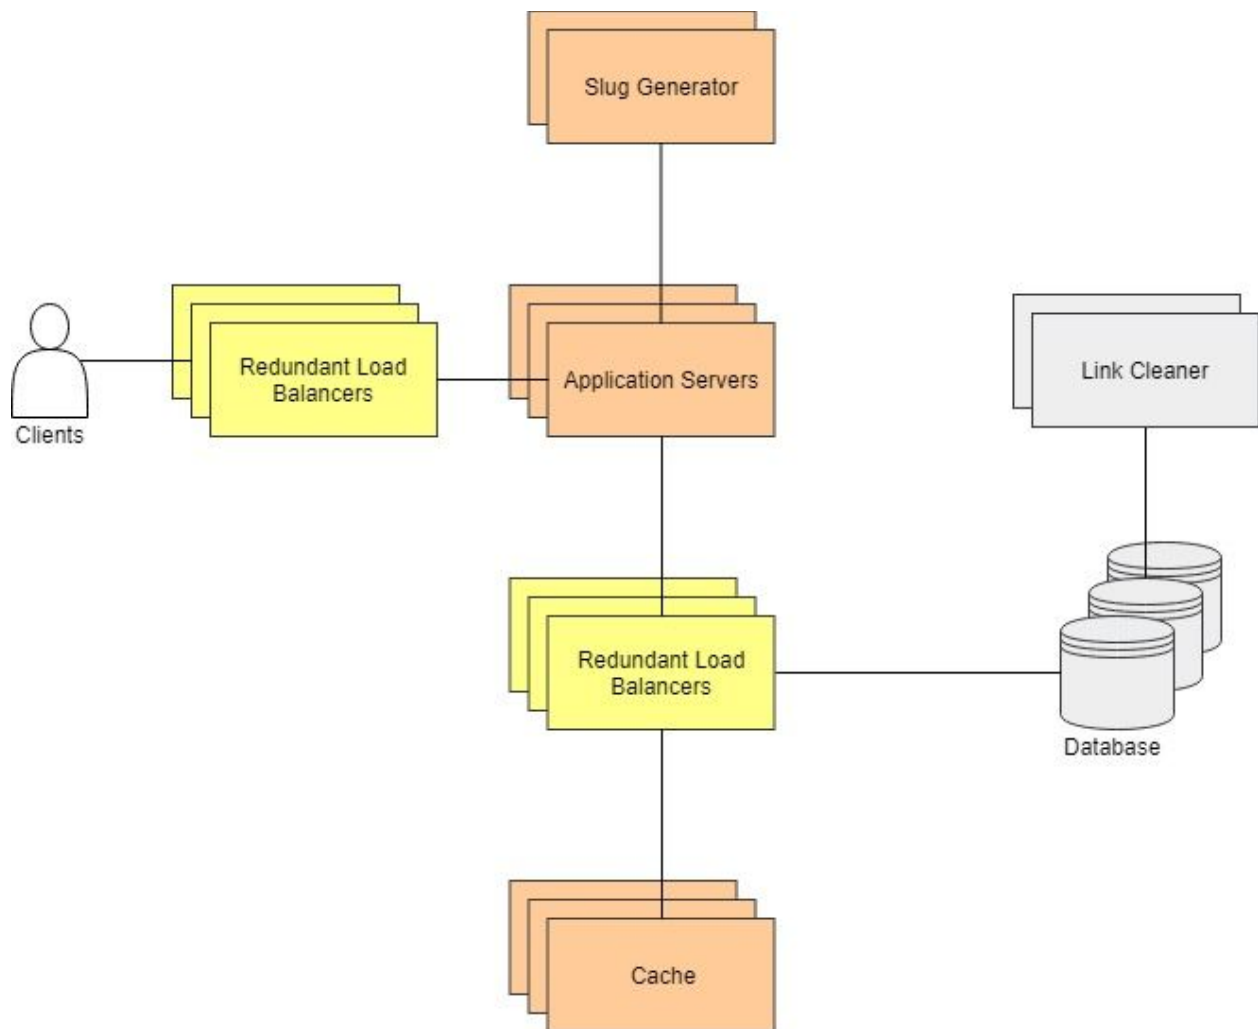 Slug Generator
Redundant Load
Balancers
Application Servers
Link Cleaner
Clients
Redundant Load
Balancers
Database
Cache